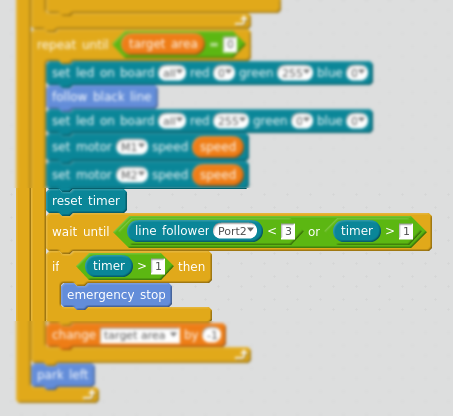 repeat until target area = 0
set led on board all red 0 green 255 blue 0
follow black line
set led on board all red 255 green 0 blue 0
set motor M1 speed speed
set motor M2 speed speed
reset timer
wait until line follower Port2 < 3 or timer > 1
if timer > 1 then
emergency stop
change target area by -1
park left